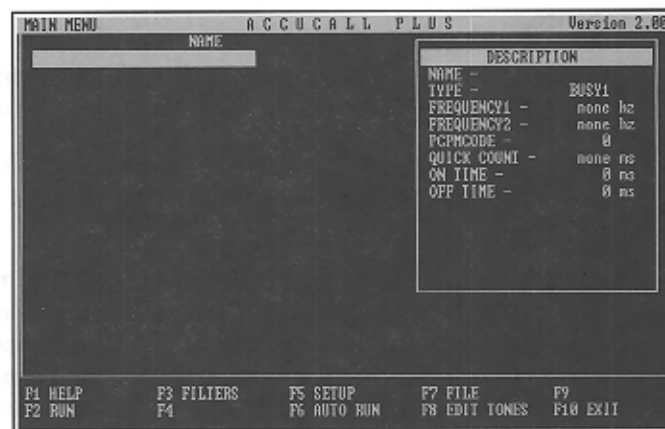 MAIN MENU ACCUCALL PLUS Version 2.00
NAME
DESCRIPTION
NAME -
TYPE - BUSY1
FREQUENCY1 - none hz
FREQUENCY2 - none hz
PCPMCODE - 0
QUICK COUNT - none ms
ON TIME - 0 ms
OFF TIME - 0 ms
F1 HELP F3 FILTERS F5 SETUP F7 FILE F9
F2 RUN F4 F6 AUTO RUN F8 EDIT TONES F10 EXIT